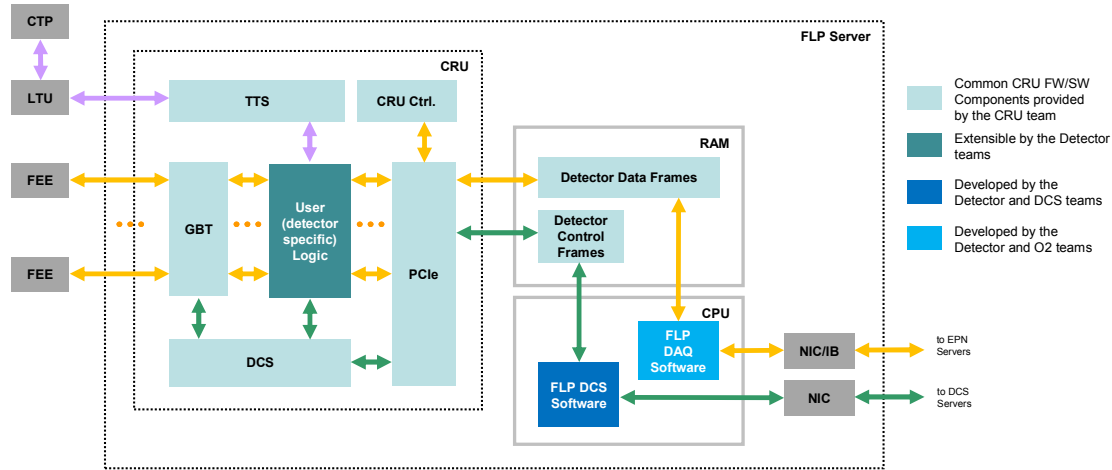 CTP
FLP Server
CRU
LTU
TTS
CRU Ctrl.
Common CRU FW/SW
Components provided
by the CRU team
Extensible by the Detector
teams
Developed by the
Detector and DCS teams
Developed by the
Detector and O2 teams
RAM
FEE
Detector Data Frames
GBT
User
(detector
specific)
Logic
PCIe
Detector
Control
Frames
FEE
CPU
DCS
FLP
DAQ
Software
NIC/IB
to EPN
Servers
FLP DCS
Software
NIC
to DCS
Servers